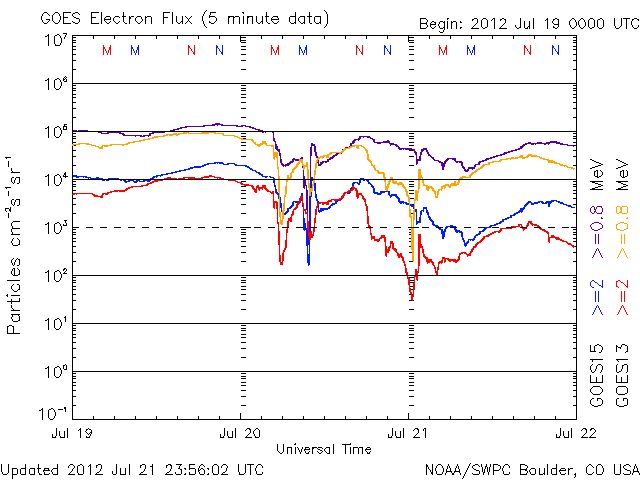 GOES Electron Flux (5 minute data)
Begin: 2012 Jul 19 0000 UTC
M M N N M M N N M M N N
10⁷
10⁶
10⁵
10⁴
10³
10²
10¹
10⁰
10⁻¹
Particles cm⁻²s⁻¹sr⁻¹
Jul 19 Jul 20 Jul 21 Jul 22
Universal Time
GOES15 >=2 >=0.8 MeV
GOES13 >=2 >=0.8 MeV
Updated 2012 Jul 21 23:56:02 UTC
NOAA/SWPC Boulder, CO USA